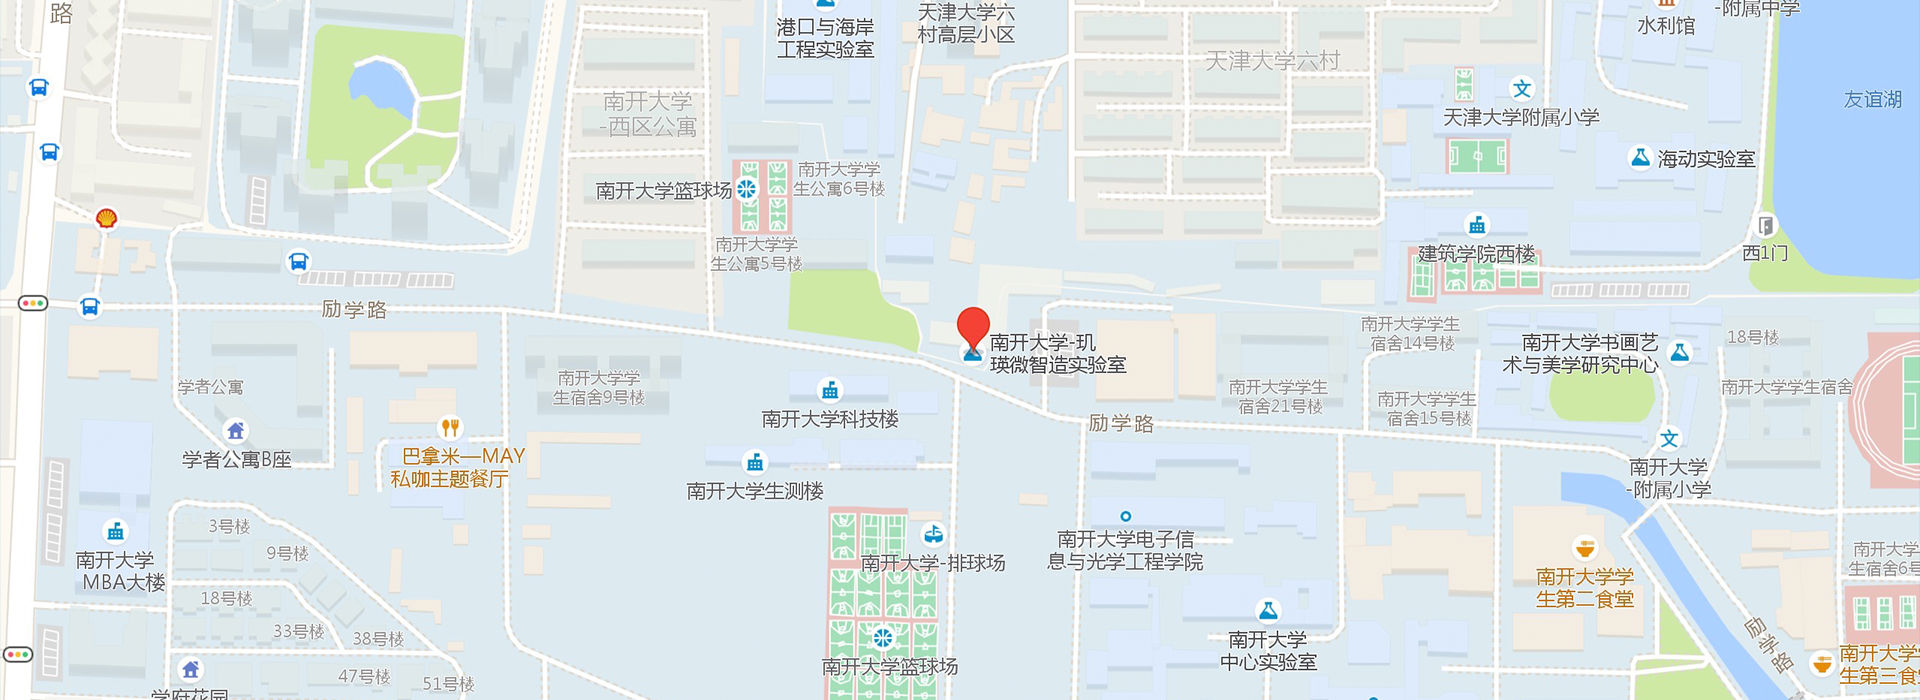 路
港口与海岸
工程实验室
天津大学六
村高层小区
天津大学六村
水利馆
-附属中学
友谊湖
南开大学
-西区公寓
文
天津大学附属小学
海动实验室
南开大学篮球场
南开大学学
生公寓6号楼
南开大学学
生公寓5号楼
建筑学院西楼
西1门
励学路
南开大学-玑
瑛微智造实验室
南开大学学生
宿舍14号楼
南开大学书画艺
术与美学研究中心
18号楼
学者公寓
南开大学学
生宿舍9号楼
南开大学科技楼
南开大学学生
宿舍21号楼
南开大学学生
宿舍15号楼
南开大学学生宿舍
励学路
学者公寓B座
巴拿米—MAY
私咖主题餐厅
南开大学生测楼
文
南开大学
-附属小学
3号楼
9号楼
南开大学
MBA大楼
18号楼
33号楼
38号楼
47号楼
51号楼
学府花园
南开大学-排球场
南开大学电子信
息与光学工程学院
南开大学学
生第二食堂
南开大学学
生宿舍6号
南开大学篮球场
南开大学
中心实验室
励学路
南开大学学
生第三食